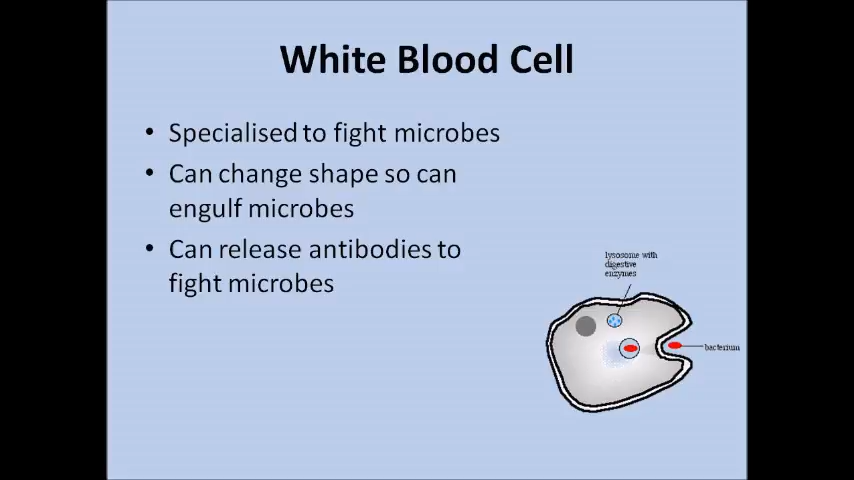 White Blood Cell
• Specialised to fight microbes
• Can change shape so can
engulf microbes
• Can release antibodies to
fight microbes
lysosome with
digestive
enzymes
bacterium